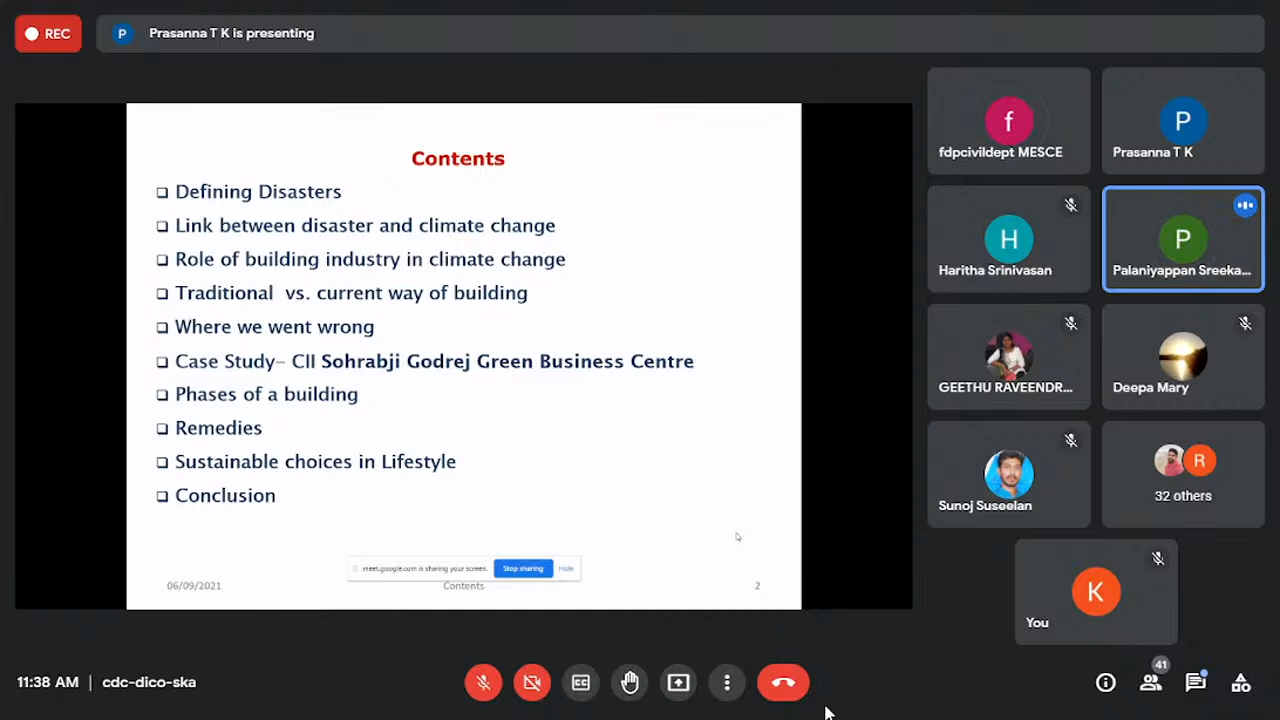 REC
P
Prasanna T K is presenting
Contents
Defining Disasters
Link between disaster and climate change
Role of building industry in climate change
Traditional vs. current way of building
Where we went wrong
Case Study– CII Sohrabji Godrej Green Business Centre
Phases of a building
Remedies
Sustainable choices in Lifestyle
Conclusion
meet.google.com is sharing your screen.
Stop sharing
Hide
06/09/2021
Contents
2
f
fdpcivildept MESCE
P
Prasanna T K
H
Haritha Srinivasan
P
Palaniyappan Sreeka...
GEETHU RAVEENDR...
Deepa Mary
Sunoj Suseelan
R
32 others
K
You
11:38 AM | cdc-dico-ska
CC
41